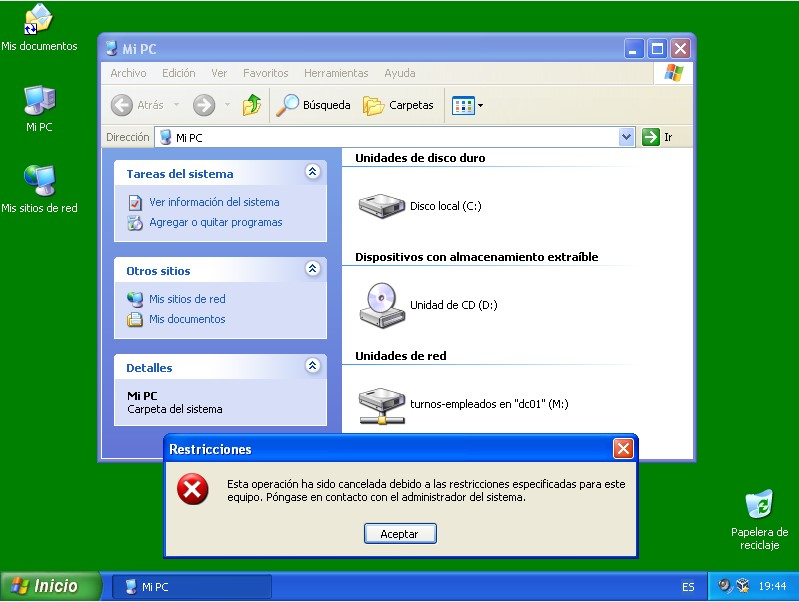 Mis documentos
Mi PC
Mis sitios de red
Mi PC
Archivo Edición Ver Favoritos Herramientas Ayuda
Atrás Búsqueda Carpetas
Dirección Mi PC Ir
Tareas del sistema
Ver información del sistema
Agregar o quitar programas
Otros sitios
Mis sitios de red
Mis documentos
Detalles
Mi PC
Carpeta del sistema
Unidades de disco duro
Disco local (C:)
Dispositivos con almacenamiento extraíble
Unidad de CD (D:)
Unidades de red
turnos-empleados en "dc01" (M:)
Restricciones
Esta operación ha sido cancelada debido a las restricciones especificadas para este
equipo. Póngase en contacto con el administrador del sistema.
Aceptar
Papelera de
reciclaje
Inicio Mi PC ES 19:44